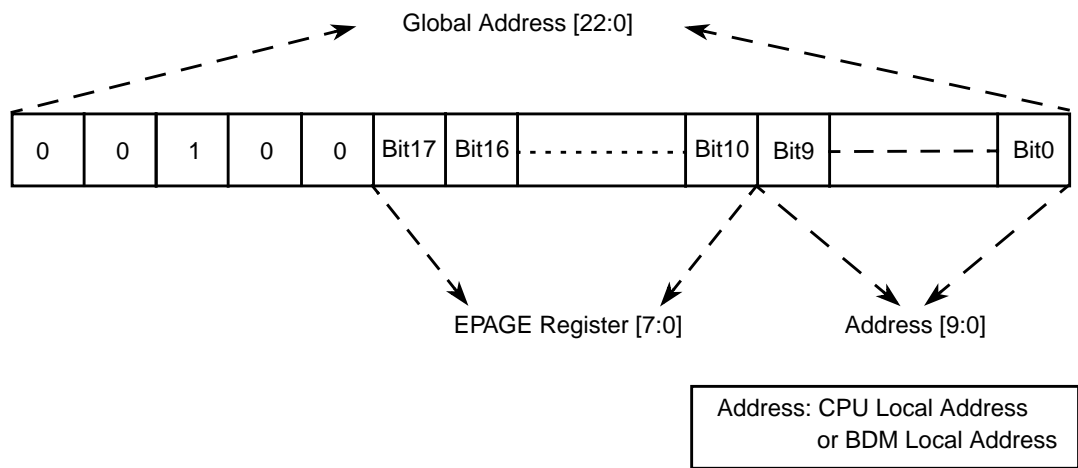 Global Address [22:0]
0 0 1 0 0 Bit17 Bit16 Bit10 Bit9 Bit0
EPAGE Register [7:0] Address [9:0]
Address: CPU Local Address
or BDM Local Address